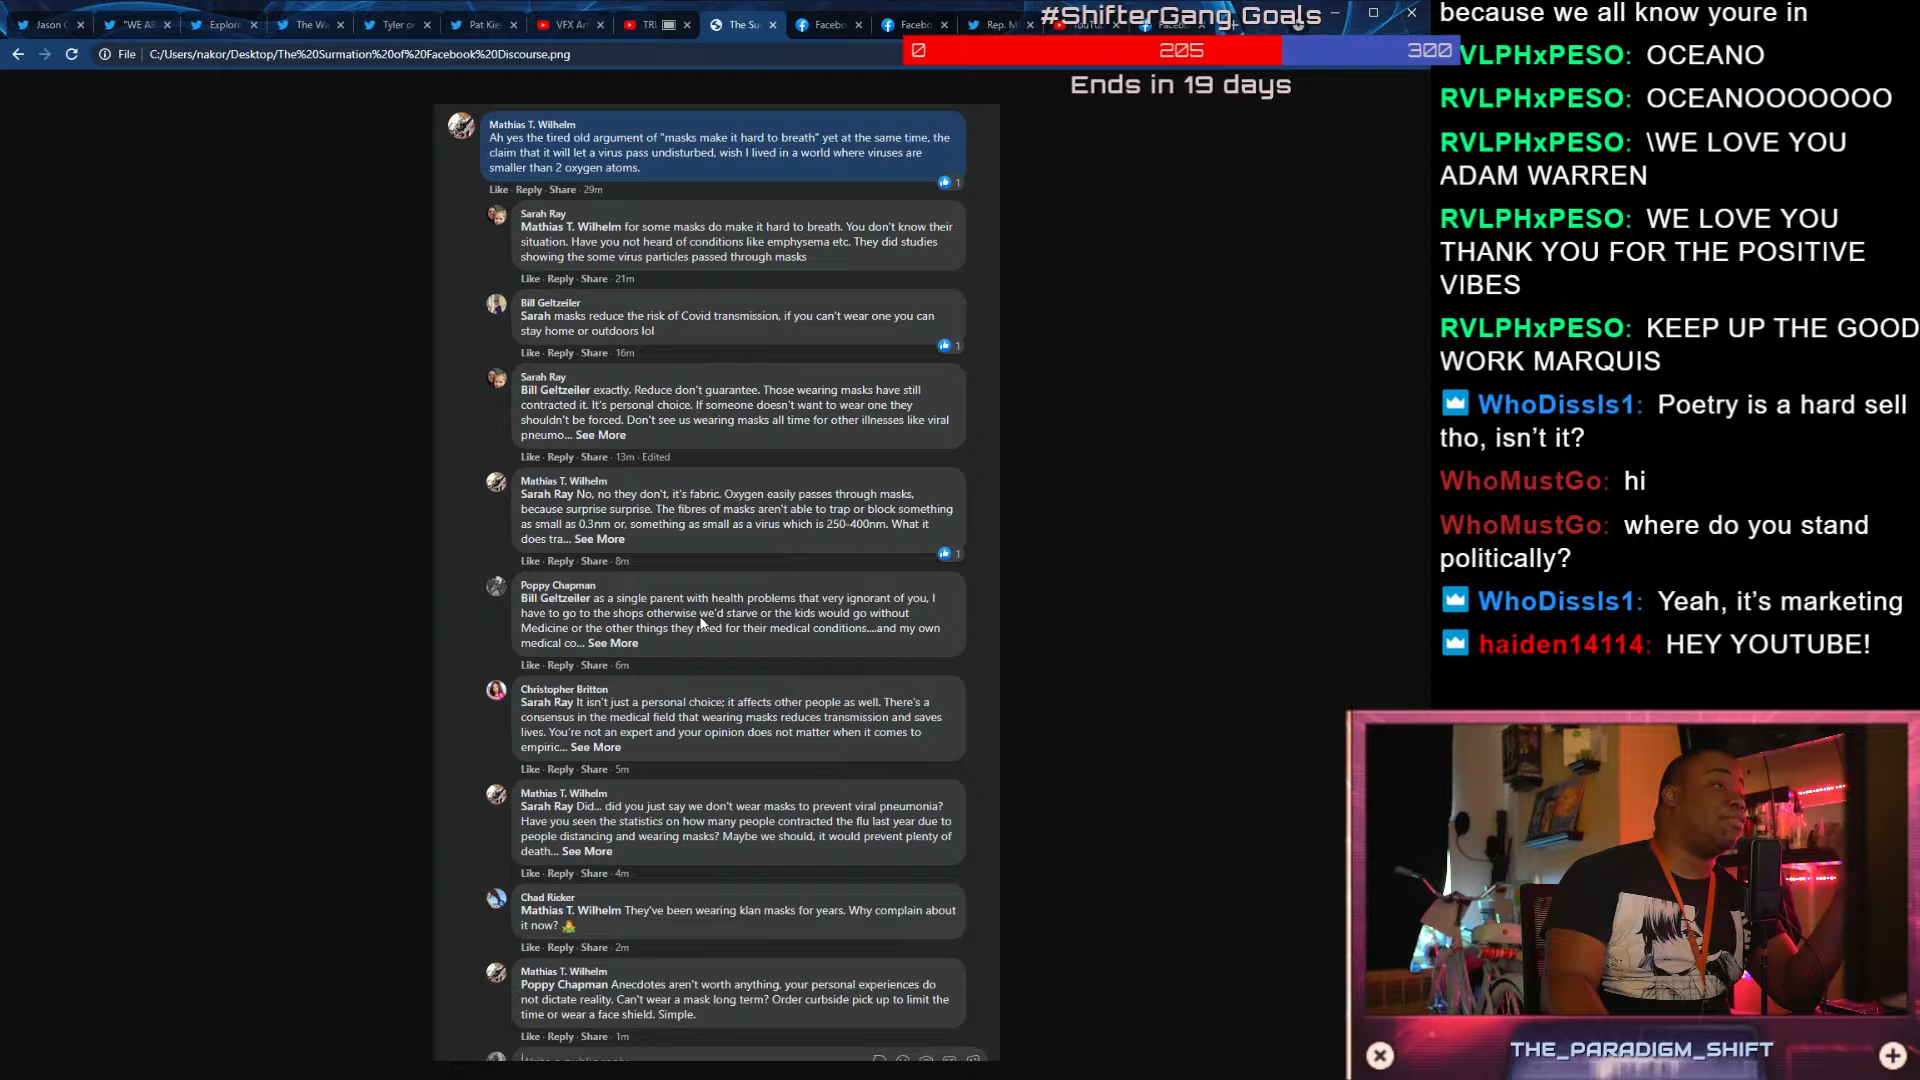 Jason
"WE AB
Explore
The Wa
Tyler or
Pat Kie
VFX An
TRU
The Su
Facebo
Facebo
Rep. M
YouTu
#ShifterGang Goals
File
C:/Users/nakor/Desktop/The%20Surmation%20of%20Facebook%20Discourse.png
0
205
300
Ends in 19 days
Mathias T. Wilhelm
Ah yes the tired old argument of "masks make it hard to breath" yet at the same time, the
claim that it will let a virus pass undisturbed, wish I lived in a world where viruses are
smaller than 2 oxygen atoms.
1
Like · Reply · Share · 29m
Sarah Ray
Mathias T. Wilhelm for some masks do make it hard to breath. You don't know their
situation. Have you not heard of conditions like emphysema etc. They did studies
showing the some virus particles passed through masks
Like · Reply · Share · 21m
Bill Geltzeiler
Sarah masks reduce the risk of Covid transmission, if you can't wear one you can
stay home or outdoors lol
1
Like · Reply · Share · 16m
Sarah Ray
Bill Geltzeiler exactly. Reduce don't guarantee. Those wearing masks have still
contracted it. It's personal choice. If someone doesn't want to wear one they
shouldn't be forced. Don't see us wearing masks all time for other illnesses like viral
pneumo... See More
Like · Reply · Share · 13m · Edited
Mathias T. Wilhelm
Sarah Ray No, no they don't, it's fabric. Oxygen easily passes through masks,
because surprise surprise. The fibres of masks aren't able to trap or block something
as small as 0.3nm or, something as small as a virus which is 250-400nm. What it
does tra... See More
1
Like · Reply · Share · 8m
Poppy Chapman
Bill Geltzeiler as a single parent with health problems that very ignorant of you, I
have to go to the shops otherwise we'd starve or the kids would go without
Medicine or the other things they need for their medical conditions....and my own
medical co... See More
Like · Reply · Share · 6m
Christopher Britton
Sarah Ray It isn't just a personal choice; it affects other people as well. There's a
consensus in the medical field that wearing masks reduces transmission and saves
lives. You're not an expert and your opinion does not matter when it comes to
empiric... See More
Like · Reply · Share · 5m
Mathias T. Wilhelm
Sarah Ray Did... did you just say we don't wear masks to prevent viral pneumonia?
Have you seen the statistics on how many people contracted the flu last year due to
people distancing and wearing masks? Maybe we should, it would prevent plenty of
death... See More
Like · Reply · Share · 4m
Chad Ricker
Mathias T. Wilhelm They've been wearing klan masks for years. Why complain about
it now?
Like · Reply · Share · 2m
Mathias T. Wilhelm
Poppy Chapman Anecdotes aren't worth anything, your personal experiences do
not dictate reality. Can't wear a mask long term? Order curbside pick up to limit the
time or wear a face shield. Simple.
Like · Reply · Share · 1m
because we all know youre in
RVLPHxPESO: OCEANO
RVLPHxPESO: OCEANOOOOOOO
RVLPHxPESO: \WE LOVE YOU
ADAM WARREN
RVLPHxPESO: WE LOVE YOU
THANK YOU FOR THE POSITIVE
VIBES
RVLPHxPESO: KEEP UP THE GOOD
WORK MARQUIS
WhoDissIs1: Poetry is a hard sell
tho, isn't it?
WhoMustGo: hi
WhoMustGo: where do you stand
politically?
WhoDissIs1: Yeah, it's marketing
haiden14114: HEY YOUTUBE!
THE_PARADIGM_SHIFT